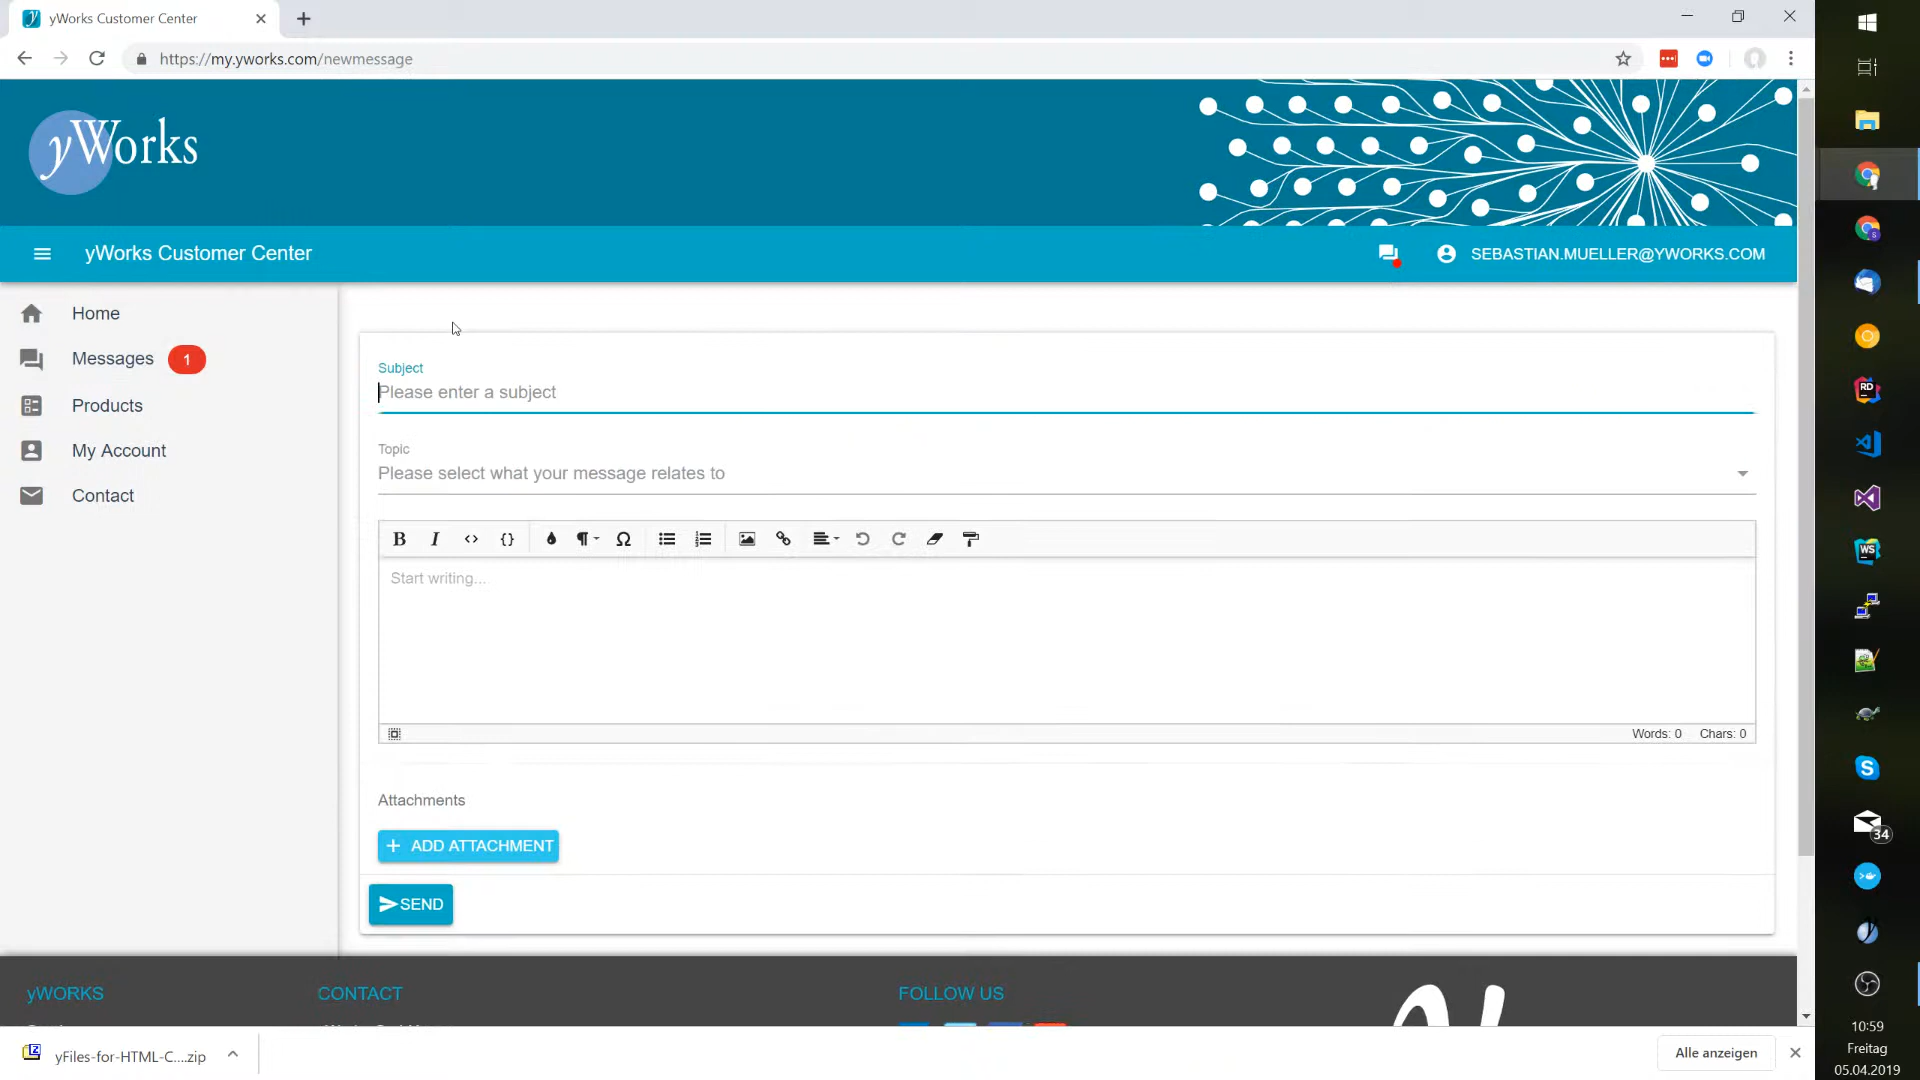 yWorks Customer Center
https://my.yworks.com/newmessage
yWorks
yWorks Customer Center
SEBASTIAN.MUELLER@YWORKS.COM
Home
Messages 1
Products
My Account
Contact
Subject
Please enter a subject
Topic
Please select what your message relates to
B I <> {} ¶ Ω
Start writing...
Words: 0 Chars: 0
Attachments
+ ADD ATTACHMENT
SEND
yWORKS
CONTACT
FOLLOW US
yFiles-for-HTML-C....zip
Alle anzeigen
RD
WS
S
34
10:59
Freitag
05.04.2019